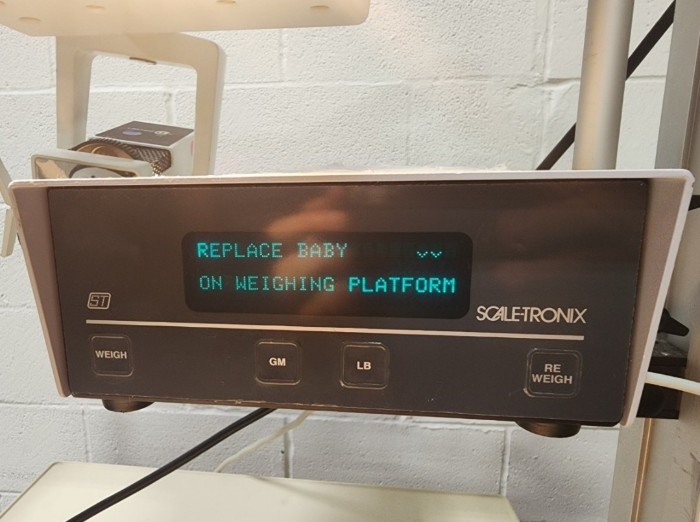 REPLACE BABY
ON WEIGHING PLATFORM
ST
SCALE-TRONIX
WEIGH
GM
LB
RE
WEIGH